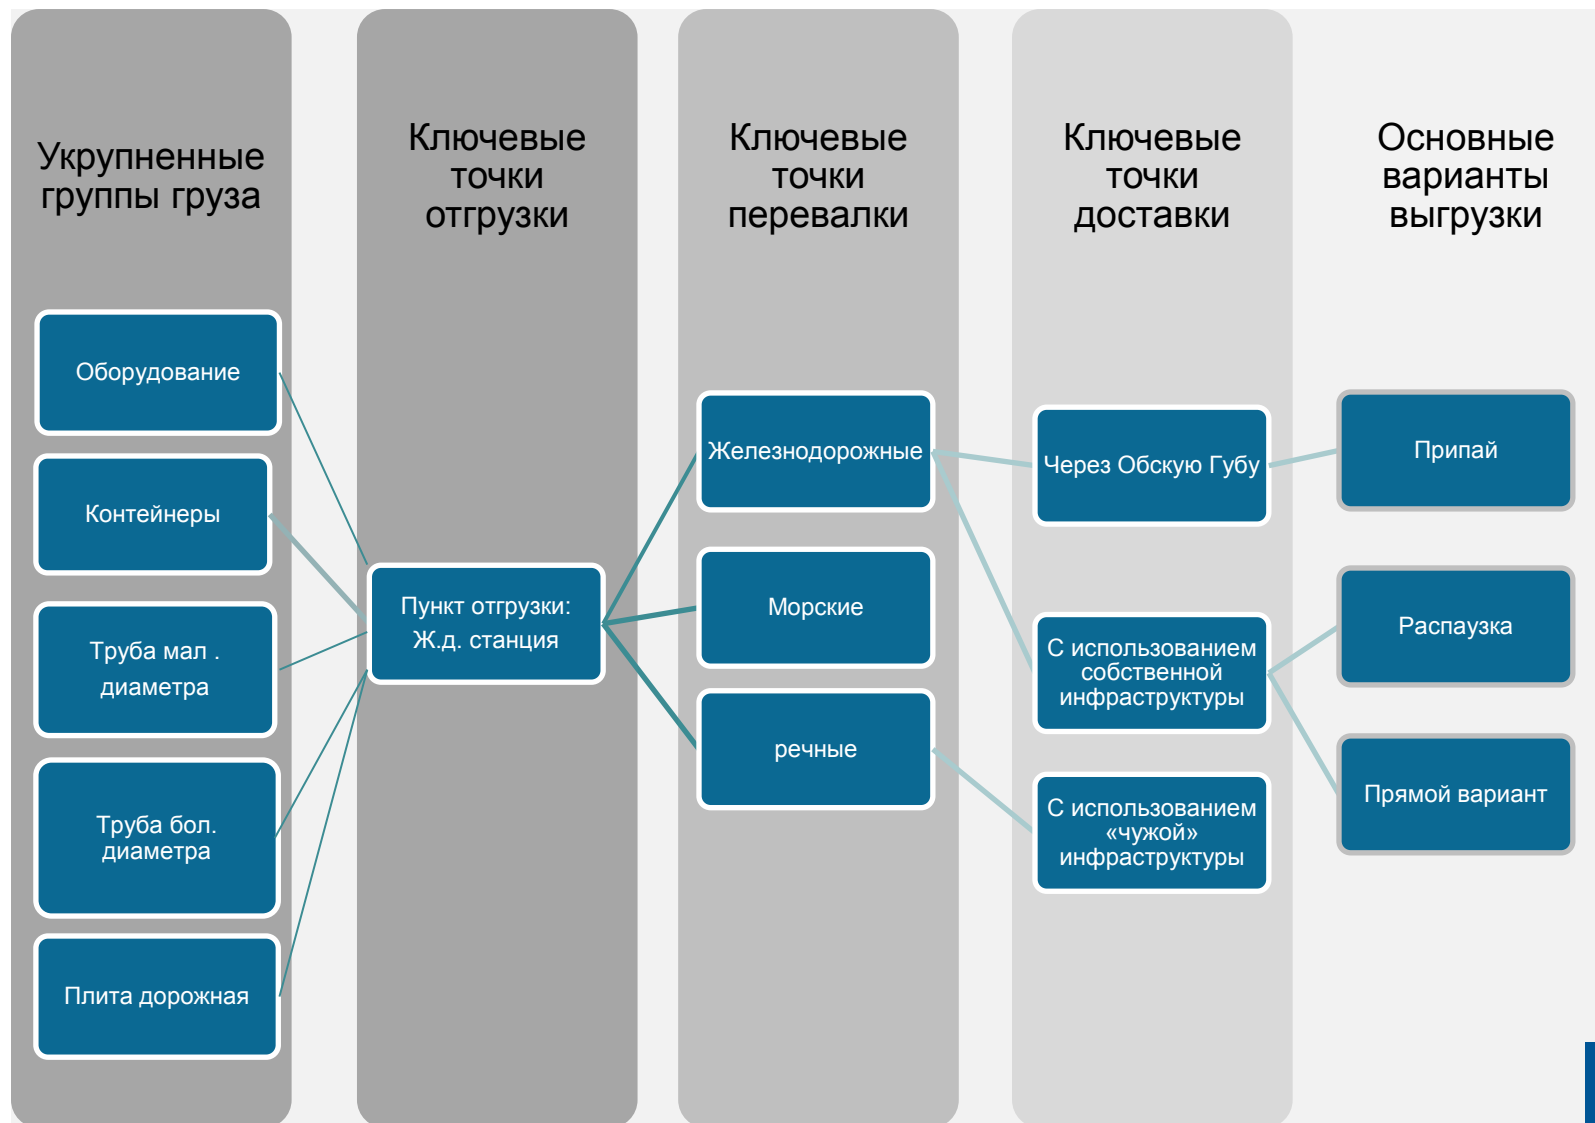 Укрупненные
группы груза
Ключевые
точки
отгрузки
Ключевые
точки
перевалки
Ключевые
точки
доставки
Основные
варианты
выгрузки
Оборудование
Контейнеры
Труба мал .
диаметра
Труба бол.
диаметра
Плита дорожная
Пункт отгрузки:
Ж.д. станция
Железнодорожные
Морские
речные
Через Обскую Губу
С использованием
собственной
инфраструктуры
С использованием
«чужой»
инфраструктуры
Припай
Распаузка
Прямой вариант